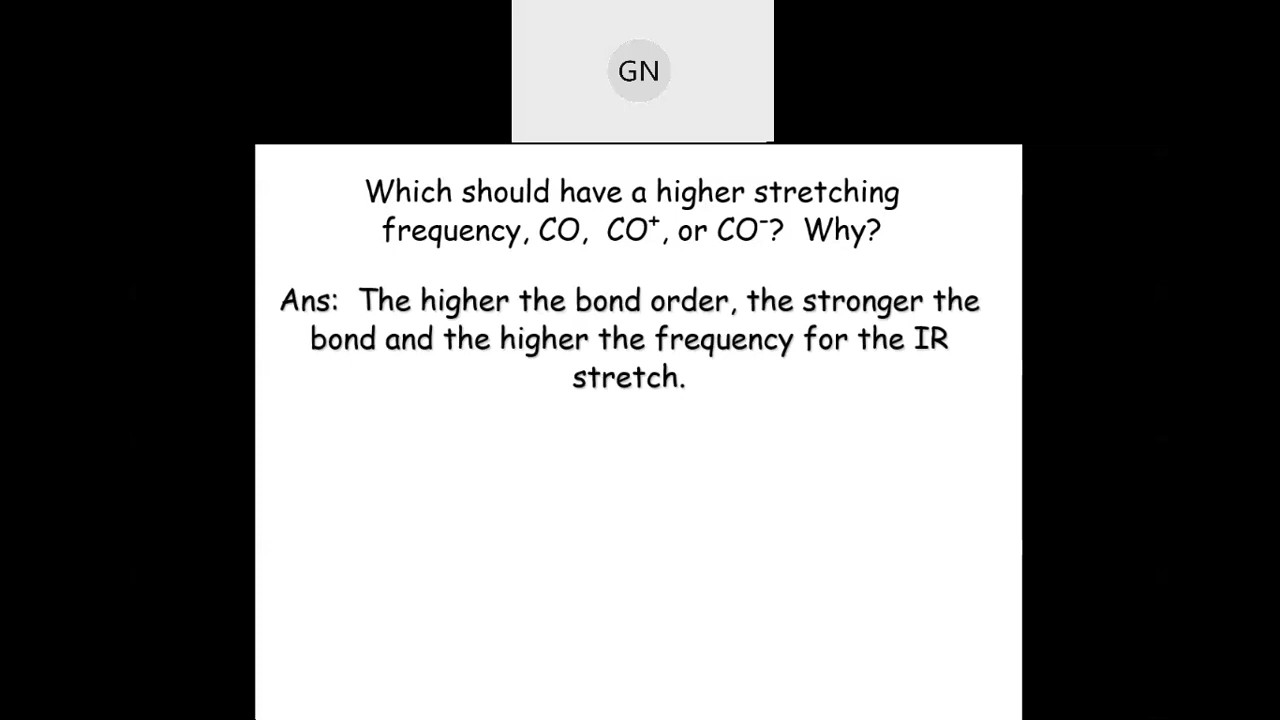 GN
Which should have a higher stretching
frequency, CO, CO⁺, or CO⁻? Why?
Ans: The higher the bond order, the stronger the
bond and the higher the frequency for the IR
stretch.